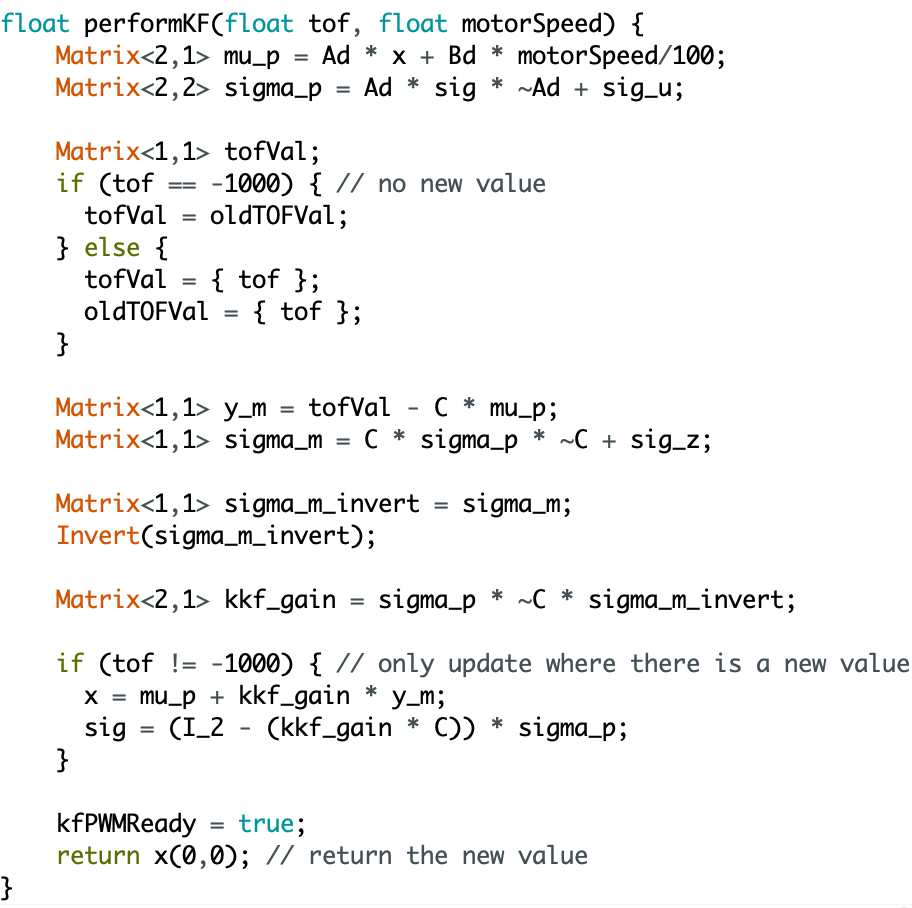 float performKF(float tof, float motorSpeed) {
    Matrix<2,1> mu_p = Ad * x + Bd * motorSpeed/100;
    Matrix<2,2> sigma_p = Ad * sig * ~Ad + sig_u;

    Matrix<1,1> tofVal;
    if (tof == -1000) { // no new value
      tofVal = oldTOFVal;
    } else {
      tofVal = { tof };
      oldTOFVal = { tof };
    }

    Matrix<1,1> y_m = tofVal - C * mu_p;
    Matrix<1,1> sigma_m = C * sigma_p * ~C + sig_z;

    Matrix<1,1> sigma_m_invert = sigma_m;
    Invert(sigma_m_invert);

    Matrix<2,1> kkf_gain = sigma_p * ~C * sigma_m_invert;

    if (tof != -1000) { // only update where there is a new value
      x = mu_p + kkf_gain * y_m;
      sig = (I_2 - (kkf_gain * C)) * sigma_p;
    }

    kfPWMReady = true;
    return x(0,0); // return the new value
}